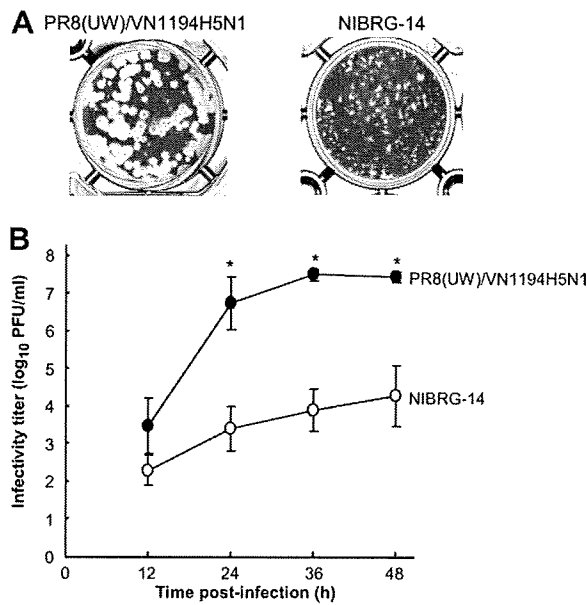 A
PR8(UW)/VN1194H5N1
NIBRG-14
B
8
7
6
5
4
3
2
1
0
Infectivity titer (log10 PFU/ml)
*
*
*
PR8(UW)/VN1194H5N1
NIBRG-14
0
12
24
36
48
Time post-infection (h)